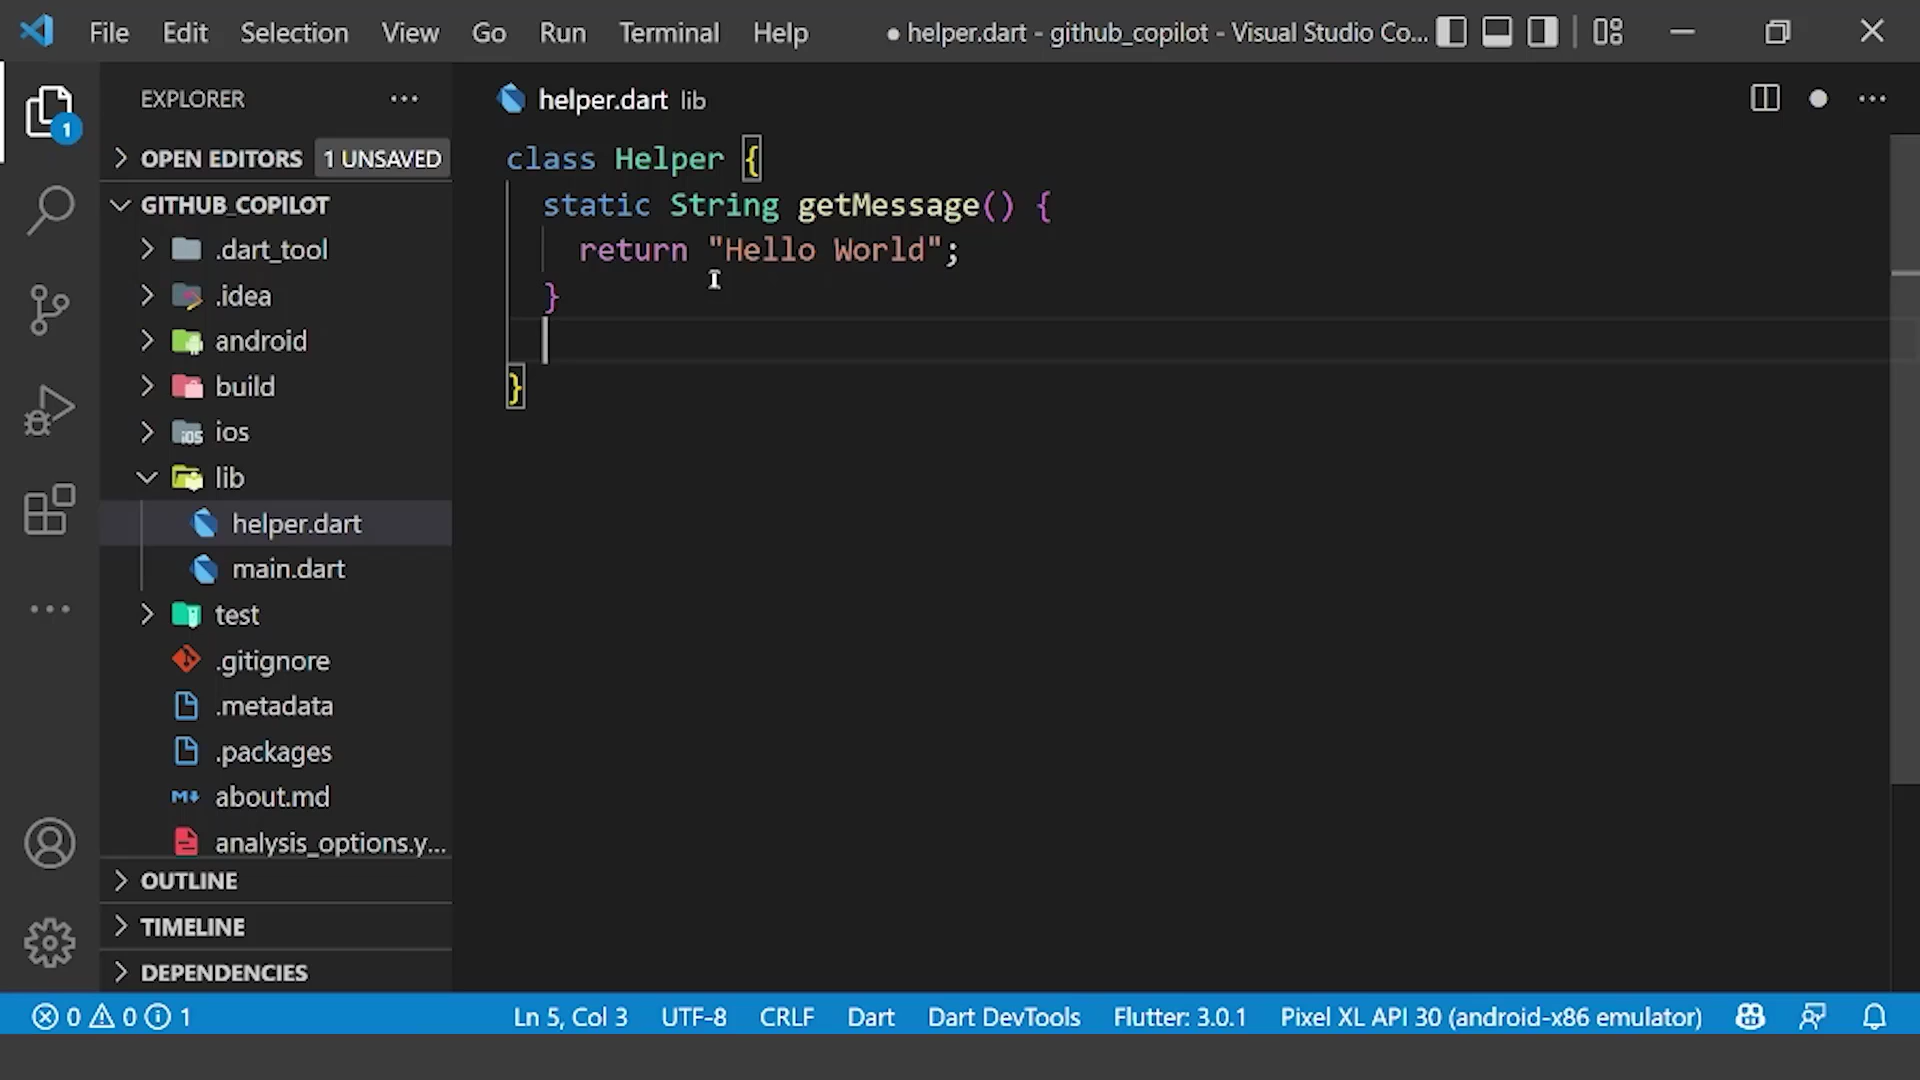 File Edit Selection View Go Run Terminal Help ● helper.dart - github_copilot - Visual Studio Co...
EXPLORER
helper.dart lib
1
OPEN EDITORS 1 UNSAVED
GITHUB_COPILOT
.dart_tool
.idea
android
build
ios
lib
helper.dart
main.dart
test
.gitignore
.metadata
.packages
about.md
analysis_options.y...
OUTLINE
TIMELINE
DEPENDENCIES
class Helper {
static String getMessage() {
return "Hello World";
}
}
0 0 1 Ln 5, Col 3 UTF-8 CRLF Dart Dart DevTools Flutter: 3.0.1 Pixel XL API 30 (android-x86 emulator)